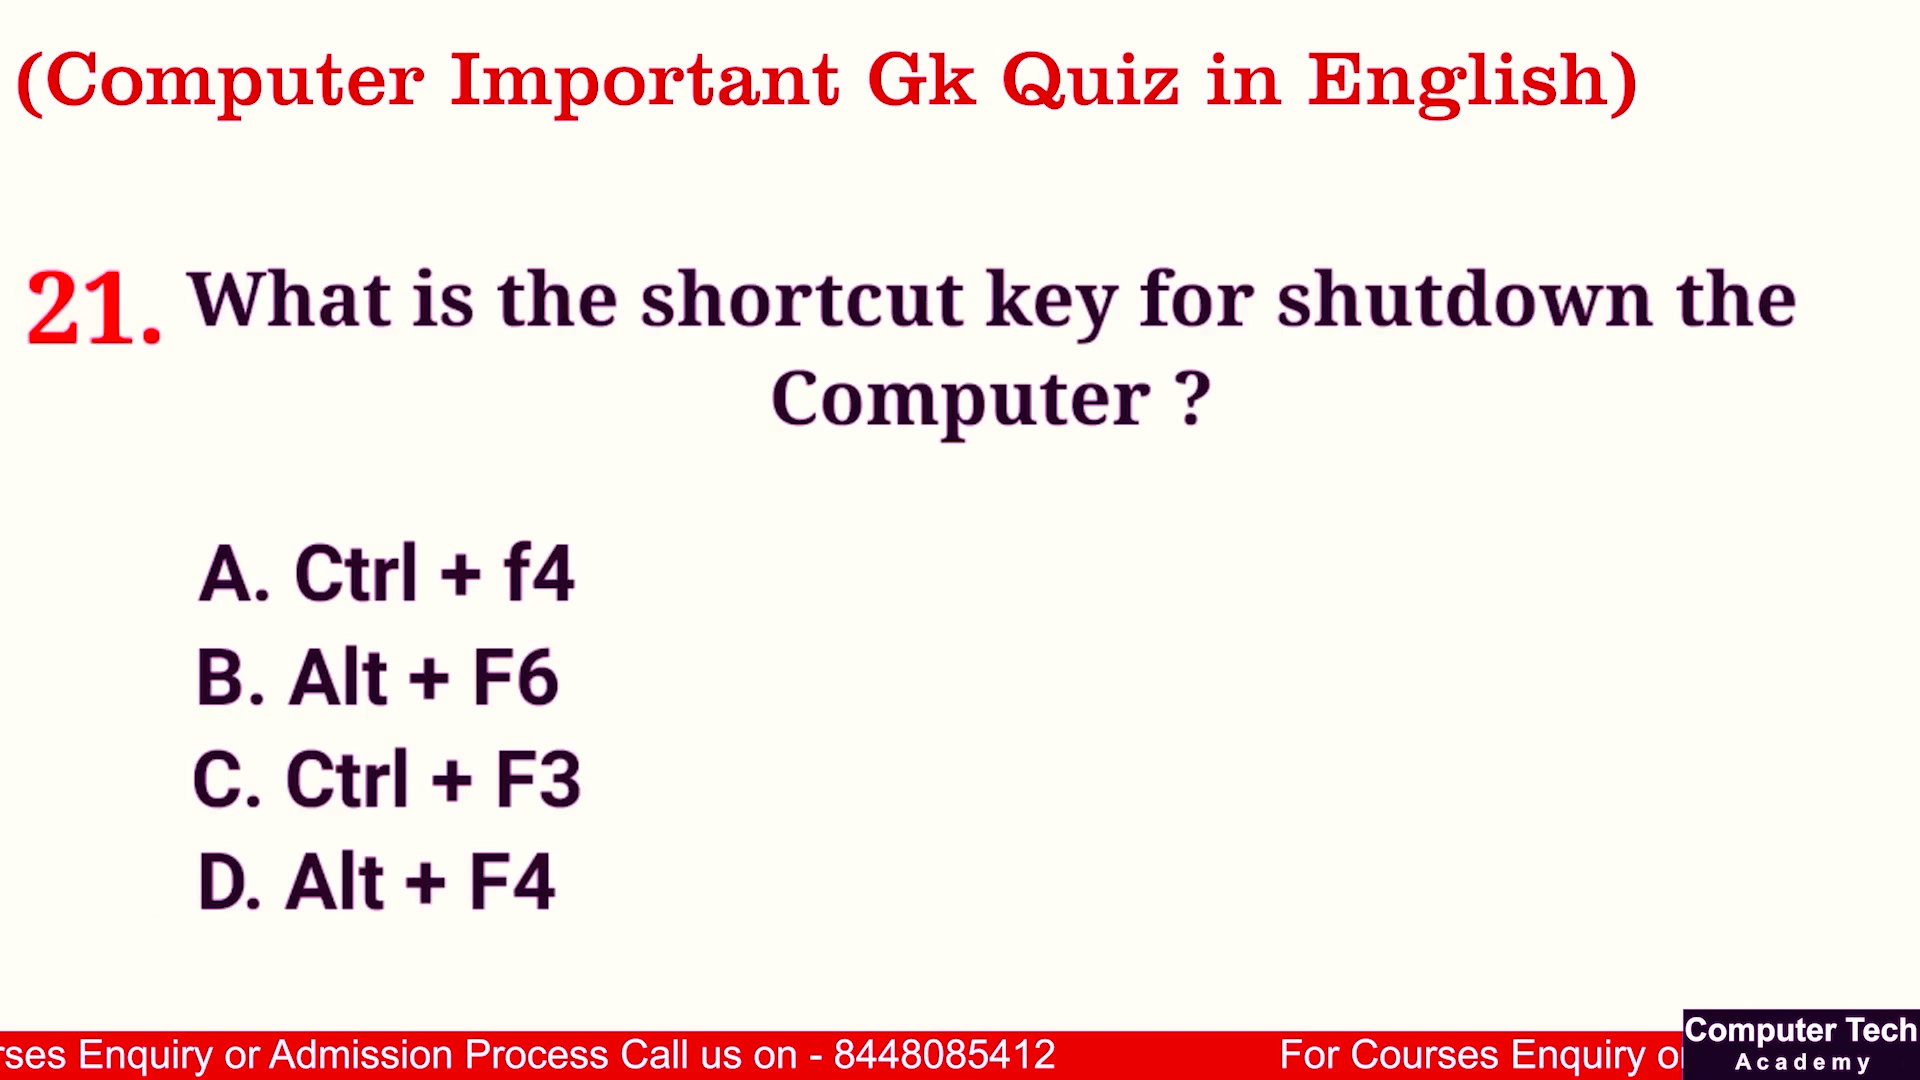 (Computer Important Gk Quiz in English)
21. What is the shortcut key for shutdown the
Computer ?
A. Ctrl + f4
B. Alt + F6
C. Ctrl + F3
D. Alt + F4
Enquiry or Admission Process Call us on - 8448085412 For Courses Enquiry
Computer Tech
Academy